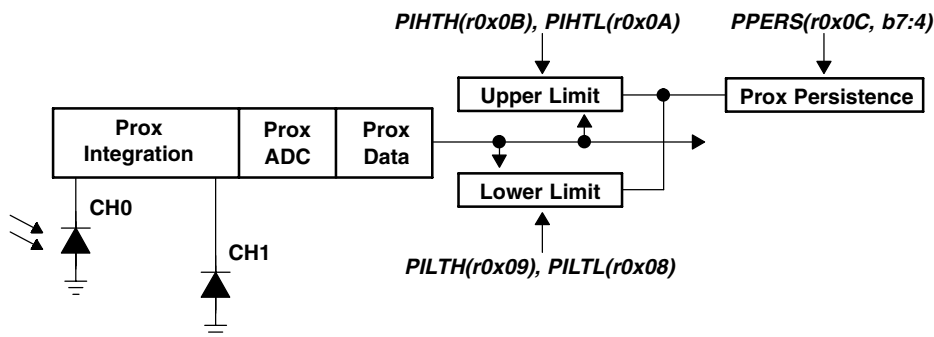 PIHTH(r0x0B), PIHTL(r0x0A)
PPERS(r0x0C, b7:4)
Upper Limit
Prox Persistence
Prox
Integration
Prox
ADC
Prox
Data
Lower Limit
CH0
CH1
PILTH(r0x09), PILTL(r0x08)